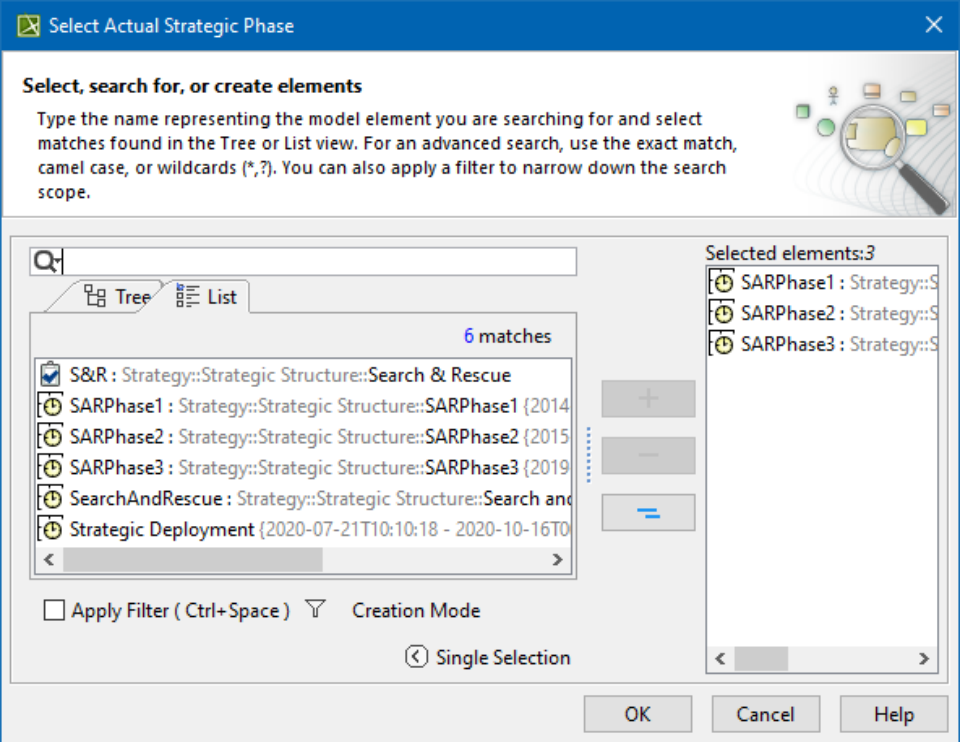 Select Actual Strategic Phase
Select, search for, or create elements
Type the name representing the model element you are searching for and select
matches found in the Tree or List view. For an advanced search, use the exact match,
camel case, or wildcards (*,?). You can also apply a filter to narrow down the search
scope.
Tree
List
6 matches
S&R : Strategy::Strategic Structure::Search & Rescue
SARPhase1 : Strategy::Strategic Structure::SARPhase1 {2014-
SARPhase2 : Strategy::Strategic Structure::SARPhase2 {2015-
SARPhase3 : Strategy::Strategic Structure::SARPhase3 {2019
SearchAndRescue : Strategy::Strategic Structure::Search and
Strategic Deployment {2020-07-21T10:10:18 - 2020-10-16T0
Apply Filter ( Ctrl+Space )
Creation Mode
Single Selection
Selected elements:3
SARPhase1 : Strategy::S
SARPhase2 : Strategy::S
SARPhase3 : Strategy::S
OK
Cancel
Help